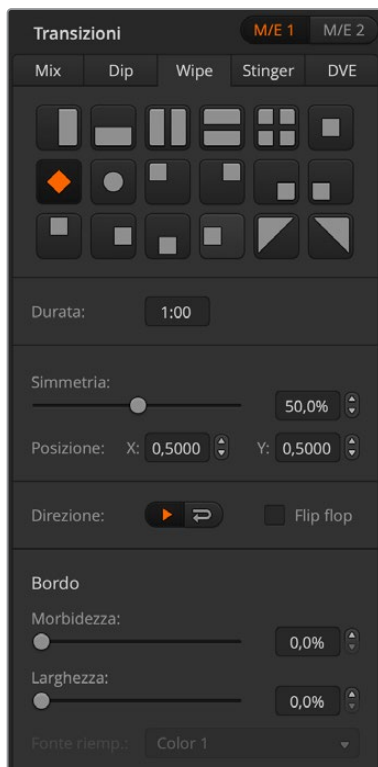 Transizioni M/E 1 M/E 2
Mix Dip Wipe Stinger DVE
Durata: 1:00
Simmetria:
50,0%
Posizione: X: 0,5000 Y: 0,5000
Direzione: Flip flop
Bordo
Morbidezza:
0,0%
Larghezza:
0,0%
Fonte riemp.: Color 1